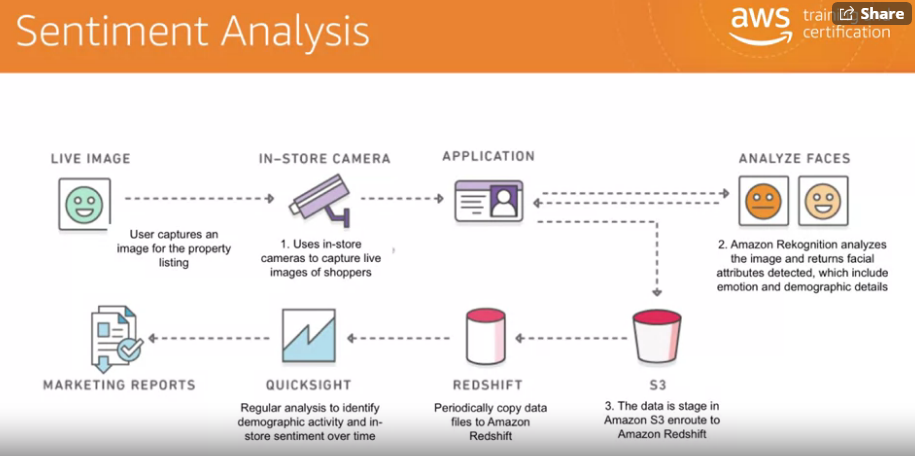 Sentiment Analysis
aws
training
certification
Share
LIVE IMAGE
IN-STORE CAMERA
APPLICATION
ANALYZE FACES
User captures an
image for the property
listing
1. Uses in-store
cameras to capture live
images of shoppers
2. Amazon Rekognition analyzes
the image and returns facial
attributes detected, which include
emotion and demographic details
MARKETING REPORTS
QUICKSIGHT
REDSHIFT
S3
Regular analysis to identify
demographic activity and in-
store sentiment over time
Periodically copy data
files to Amazon
Redshift
3. The data is stage in
Amazon S3 enroute to
Amazon Redshift